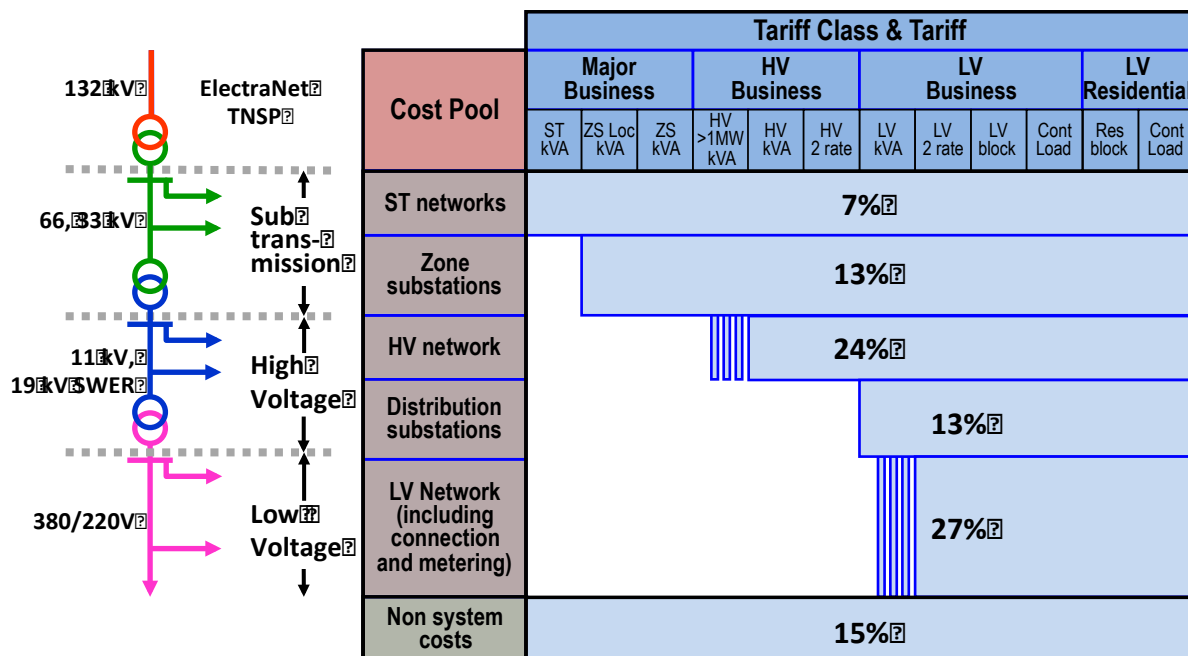 Tariff Class & Tariff
132⍰kV⍰
ElectraNet⍰
TNSP⍰
Cost Pool
Major
Business
HV
Business
LV
Business
LV
Residential
ST
kVA
ZS Loc
kVA
ZS
kVA
HV
>1MW
kVA
HV
kVA
HV
2 rate
LV
kVA
LV
2 rate
LV
block
Cont
Load
Res
block
Cont
Load
66,⍰33⍰kV⍰
Sub⍰
trans-⍰
mission⍰
ST networks
7%⍰
Zone
substations
13%⍰
11⍰kV,⍰
19⍰kV⍰SWER⍰
High⍰
Voltage⍰
HV network
24%⍰
Distribution
substations
13%⍰
380/220V⍰
Low⍰⍰
Voltage⍰
LV Network
(including
connection
and metering)
27%⍰
Non system
costs
15%⍰